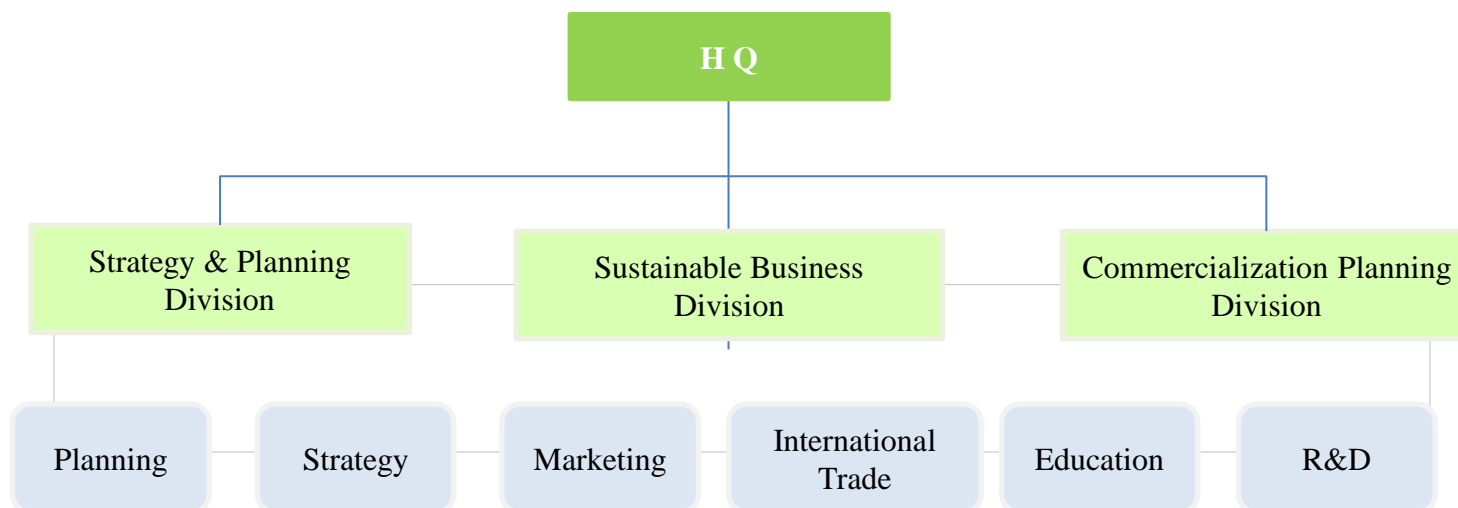 H Q
Strategy & Planning
Division
Sustainable Business
Division
Commercialization Planning
Division
Planning
Strategy
Marketing
International
Trade
Education
R&D